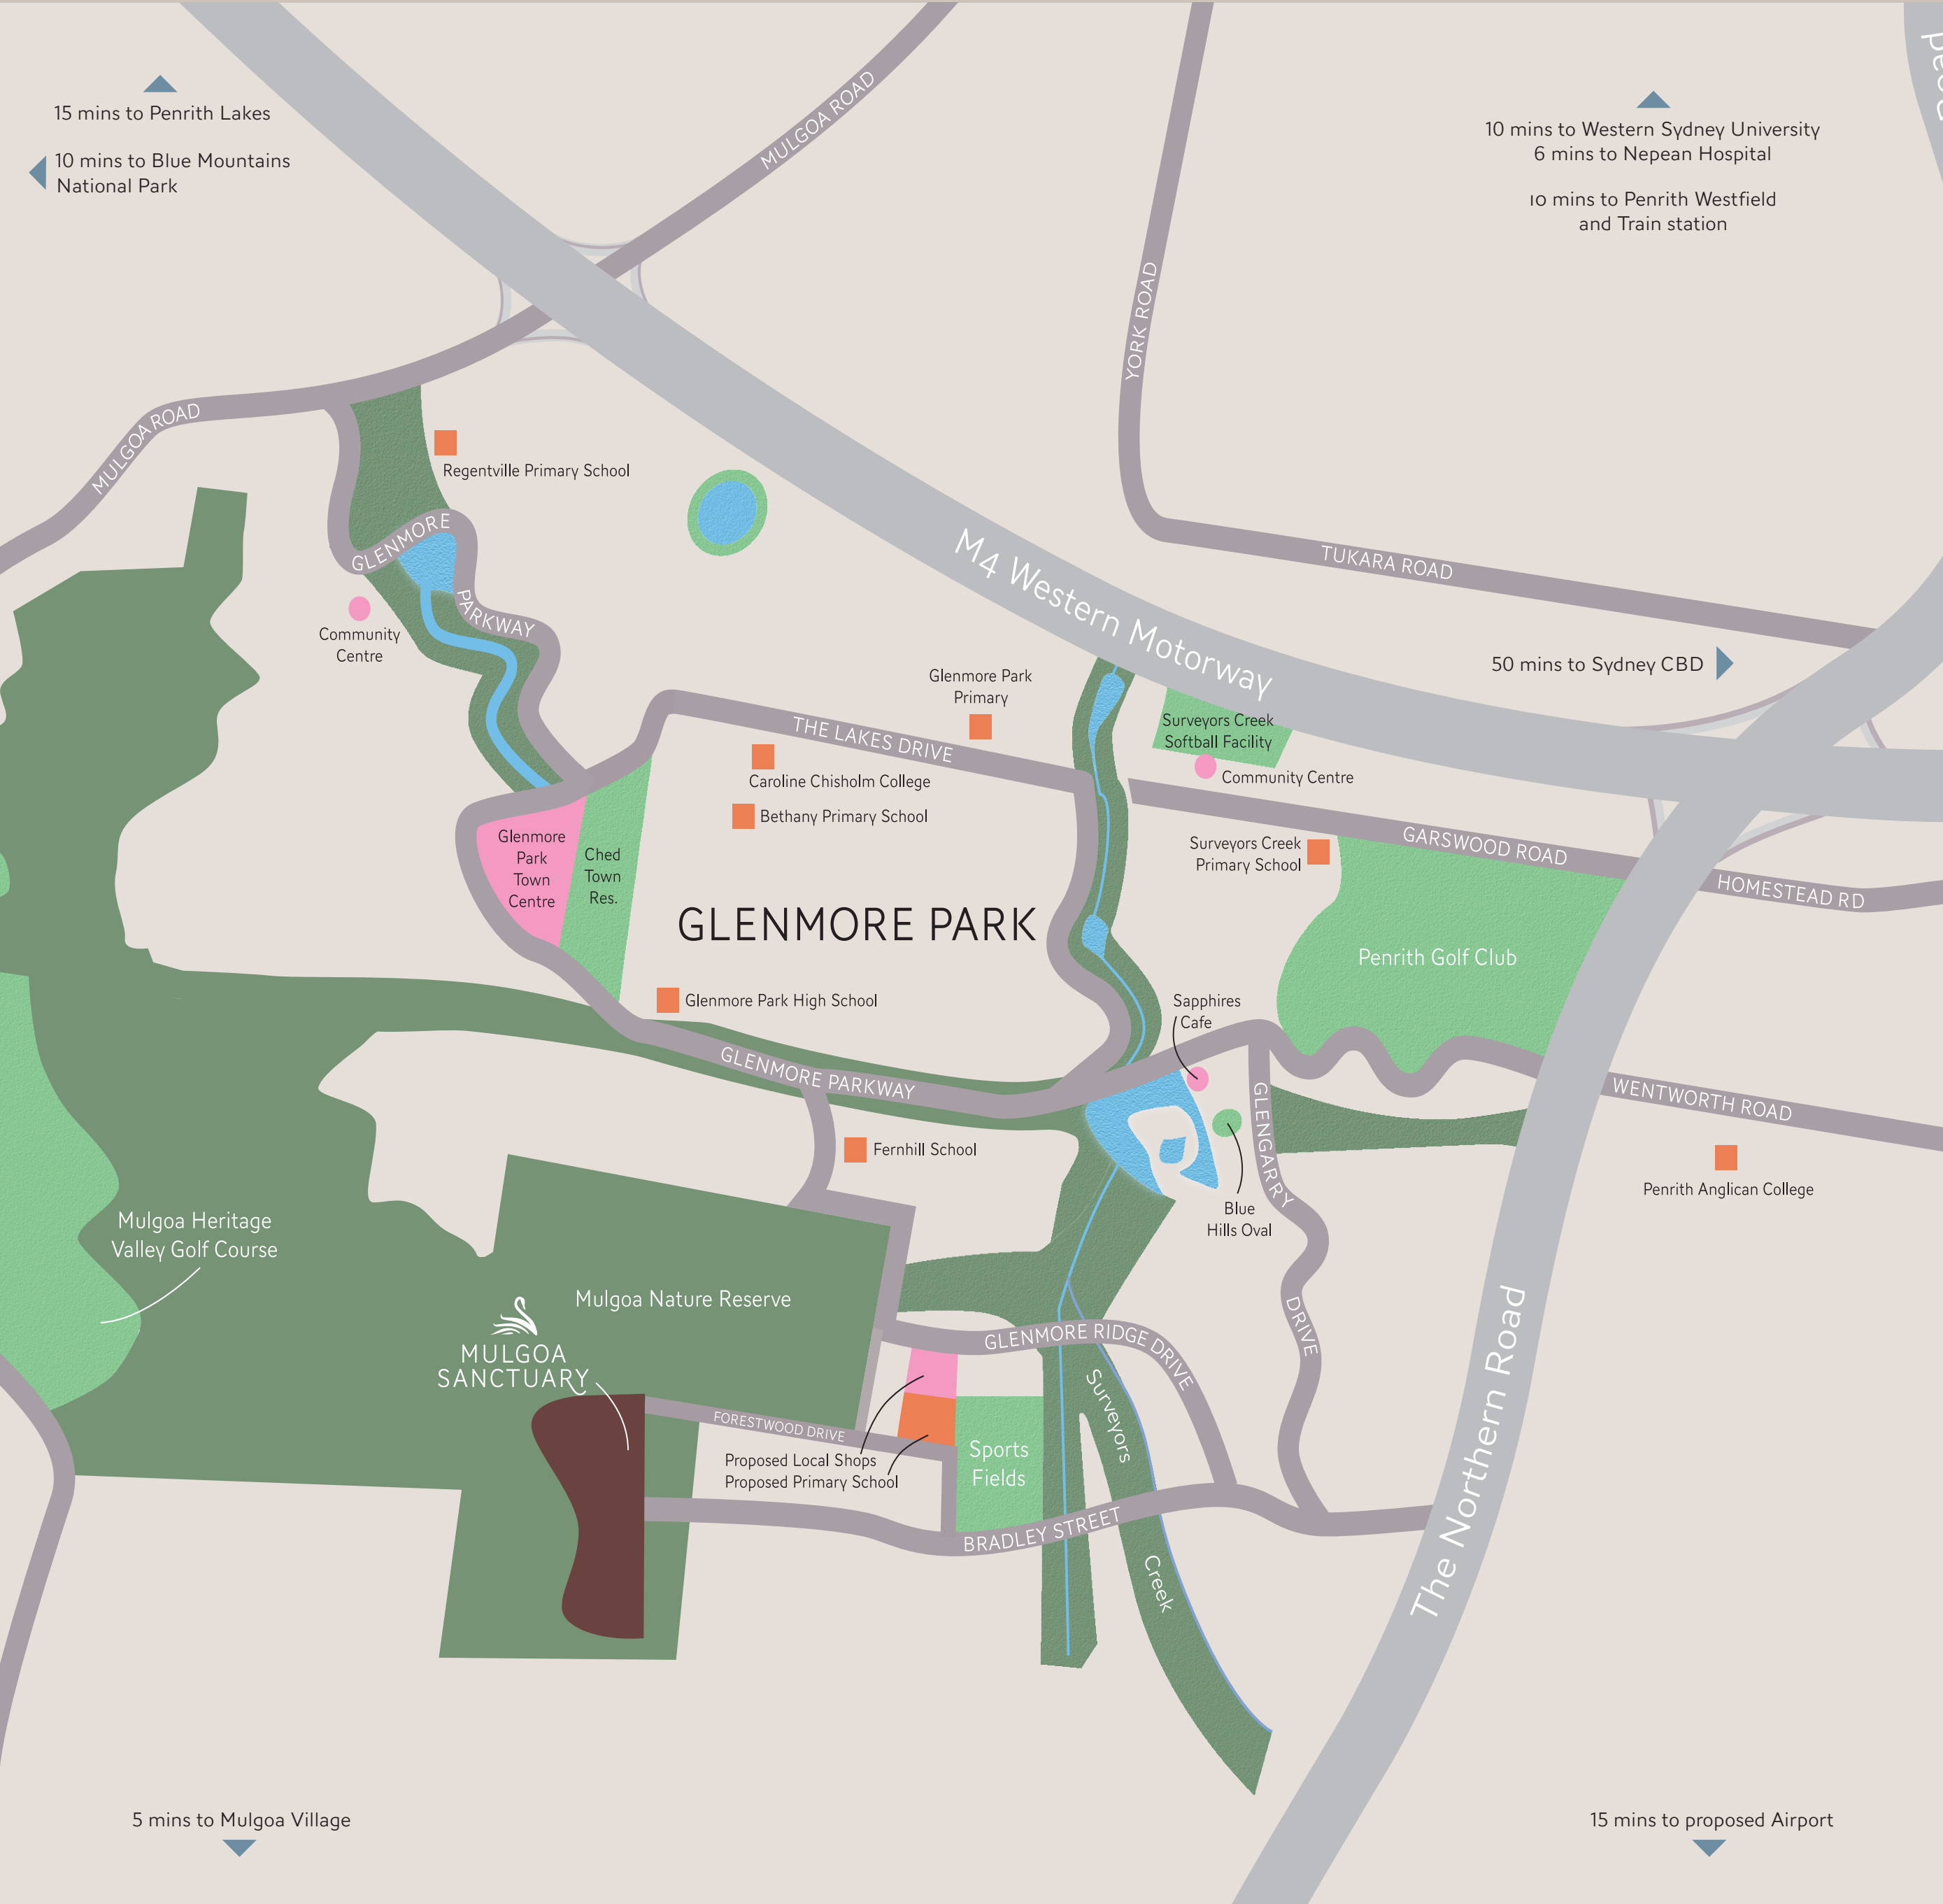 15 mins to Penrith Lakes
10 mins to Blue Mountains
National Park
MULGOA ROAD
10 mins to Western Sydney University
6 mins to Nepean Hospital
10 mins to Penrith Westfield
and Train station
YORK ROAD
MULGOA ROAD
Regentville Primary School
GLENMORE
PARKWAY
Community
Centre
M4 Western Motorway
TUKARA ROAD
50 mins to Sydney CBD
Glenmore Park
Primary
THE LAKES DRIVE
Surveyors Creek
Softball Facility
Community Centre
Caroline Chisholm College
Bethany Primary School
Glenmore
Park
Town
Centre
Ched
Town
Res.
Surveyors Creek
Primary School
GARSWOOD ROAD
HOMESTEAD RD
GLENMORE PARK
Penrith Golf Club
Glenmore Park High School
Sapphires
Cafe
GLENMORE PARKWAY
GLENGARRY
DRIVE
WENTWORTH ROAD
Fernhill School
Penrith Anglican College
Blue
Hills Oval
Mulgoa Heritage
Valley Golf Course
Mulgoa Nature Reserve
MULGOA
SANCTUARY
GLENMORE RIDGE DRIVE
The Northern Road
FORESTWOOD DRIVE
Surveyors
Creek
Proposed Local Shops
Proposed Primary School
Sports
Fields
BRADLEY STREET
5 mins to Mulgoa Village
15 mins to proposed Airport